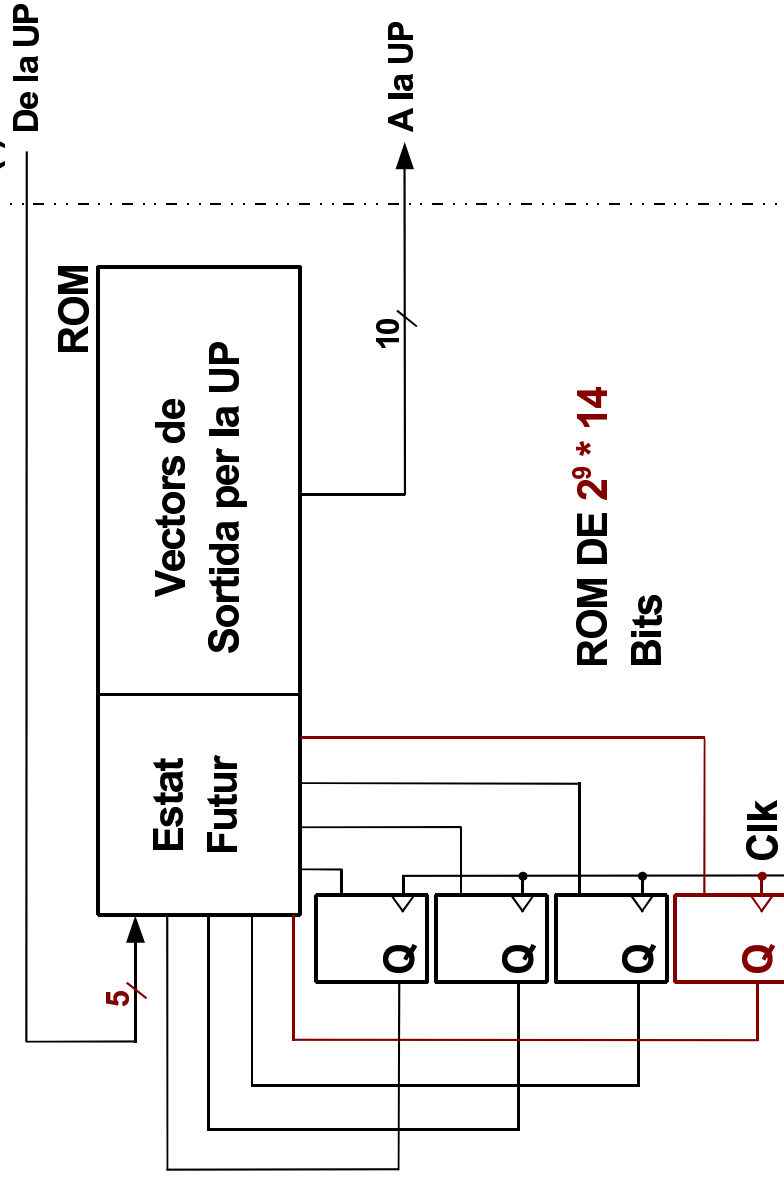 De la UP
A la UP
ROM
Vectors de
Sortida per la UP
10
Estat
Futur
5
ROM DE 2⁹ * 14
Bits
Q
Q
Q
Q
Clk